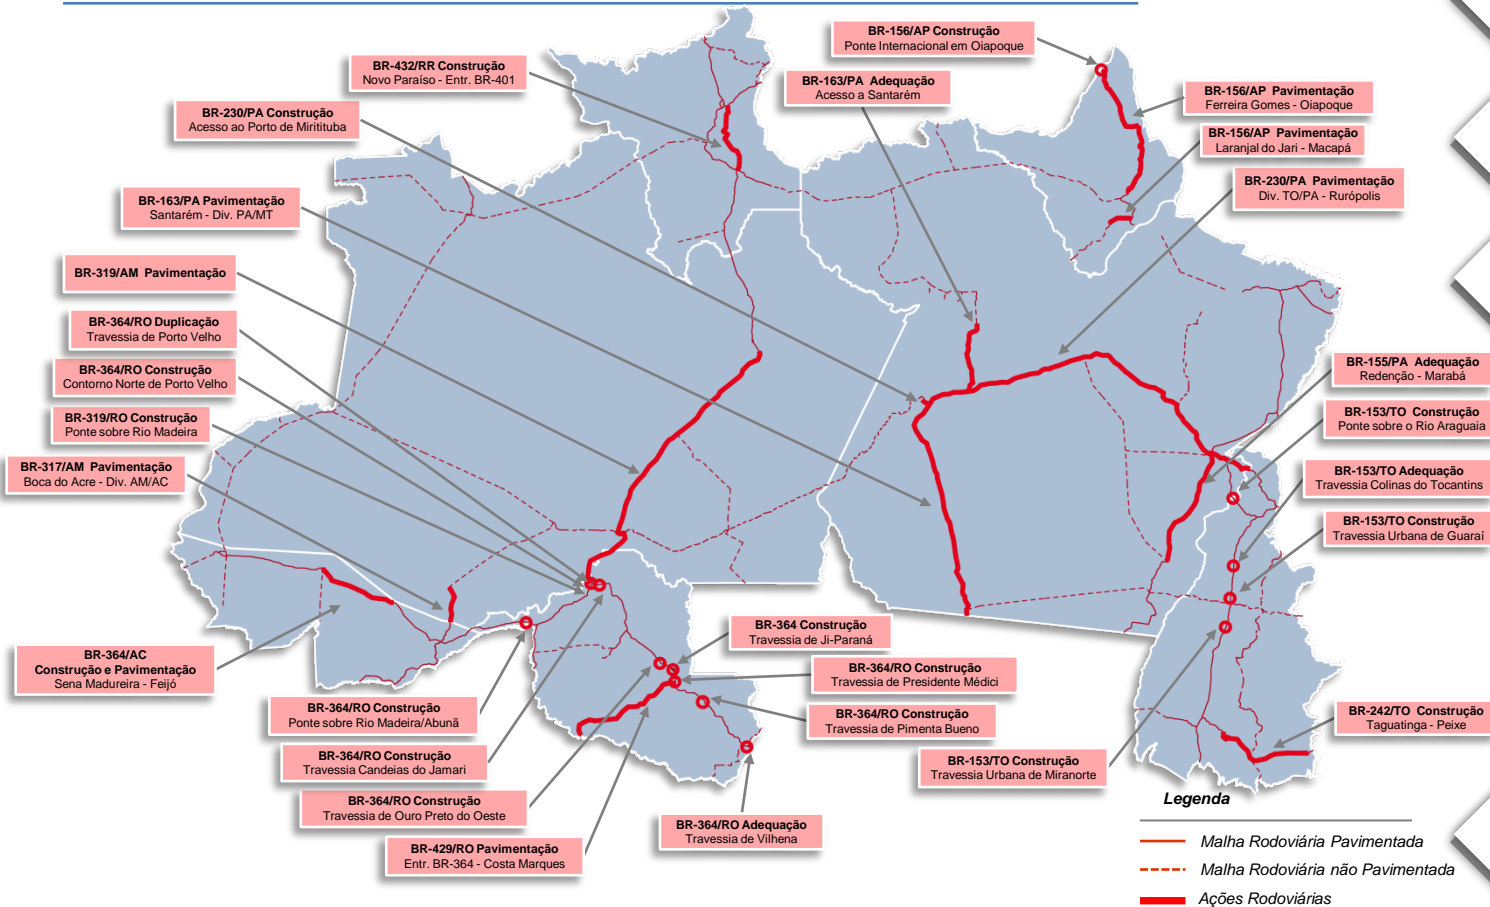 BR-156/AP Construção
Ponte Internacional em Oiapoque
BR-432/RR Construção
Novo Paraíso - Entr. BR-401
BR-163/PA  Adequação
Acesso a Santarém
BR-156/AP  Pavimentação
Ferreira Gomes - Oiapoque
BR-230/PA Construção
Acesso ao Porto de Miritituba
BR-156/AP  Pavimentação
Laranjal do Jari - Macapá
BR-230/PA  Pavimentação
Div. TO/PA - Rurópolis
BR-163/PA Pavimentação
Santarém - Div. PA/MT
BR-319/AM  Pavimentação
BR-364/RO Duplicação
Travessia de Porto Velho
BR-364/RO Construção
Contorno Norte de Porto Velho
BR-155/PA  Adequação
Redenção - Marabá
BR-319/RO Construção
Ponte sobre Rio Madeira
BR-153/TO  Construção
Ponte sobre o Rio Araguaia
BR-317/AM  Pavimentação
Boca do Acre - Div. AM/AC
BR-153/TO Adequação
Travessia Colinas do Tocantins
BR-153/TO Construção
Travessia Urbana de Guaraí
BR-364/AC
Construção e Pavimentação
Sena Madureira - Feijó
BR-364 Construção
Travessia de Ji-Paraná
BR-364/RO Construção
Travessia de Presidente Médici
BR-364/RO Construção
Ponte sobre Rio Madeira/Abunã
BR-364/RO Construção
Travessia de Pimenta Bueno
BR-242/TO  Construção
Taguatinga - Peixe
BR-364/RO Construção
Travessia Candeias do Jamari
BR-153/TO Construção
Travessia Urbana de Miranorte
BR-364/RO Construção
Travessia de Ouro Preto do Oeste
BR-364/RO Adequação
Travessia de Vilhena
BR-429/RO Pavimentação
Entr. BR-364 - Costa Marques
Legenda
Malha Rodoviária Pavimentada
Malha Rodoviária não Pavimentada
Ações Rodoviárias